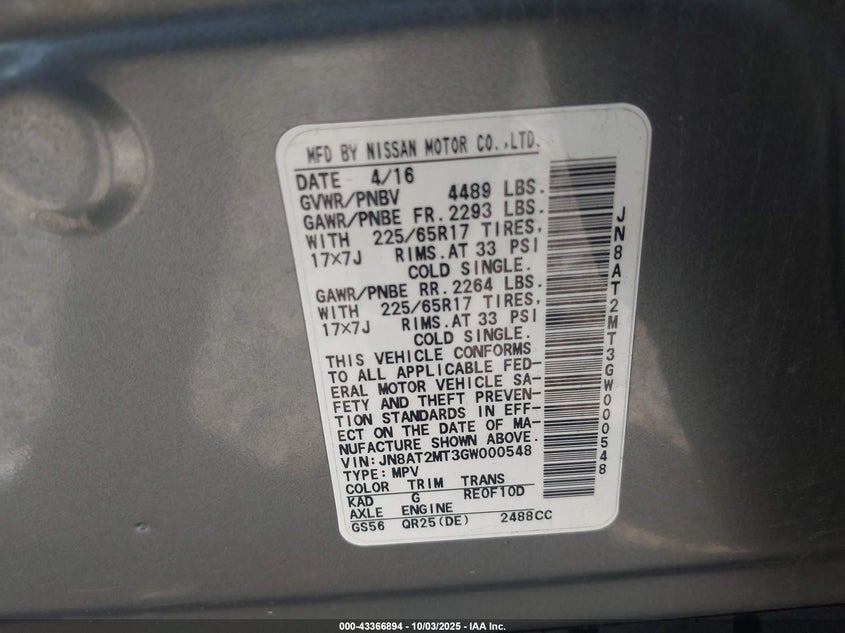 MFD BY NISSAN MOTOR CO.,LTD.
DATE 4/16
GVWR/PNBV 4489 LBS.
GAWR/PNBE FR. 2293 LBS.
WITH 225/65R17 TIRES,
17X7J RIMS.AT 33 PSI
COLD SINGLE.
GAWR/PNBE RR. 2264 LBS.
WITH 225/65R17 TIRES,
17X7J RIMS.AT 33 PSI
COLD SINGLE.
THIS VEHICLE CONFORMS
TO ALL APPLICABLE FED-
ERAL MOTOR VEHICLE SA-
FETY AND THEFT PREVEN-
TION STANDARDS IN EFF-
ECT ON THE DATE OF MA-
NUFACTURE SHOWN ABOVE.
VIN:JN8AT2MT3GW000548
TYPE:MPV
COLOR TRIM TRANS
KAD G RE0F10D
AXLE ENGINE
GS56 QR25(DE) 2488CC
JN8AT2MT3GW000548
000-43366894 - 10/03/2025 - IAA Inc.